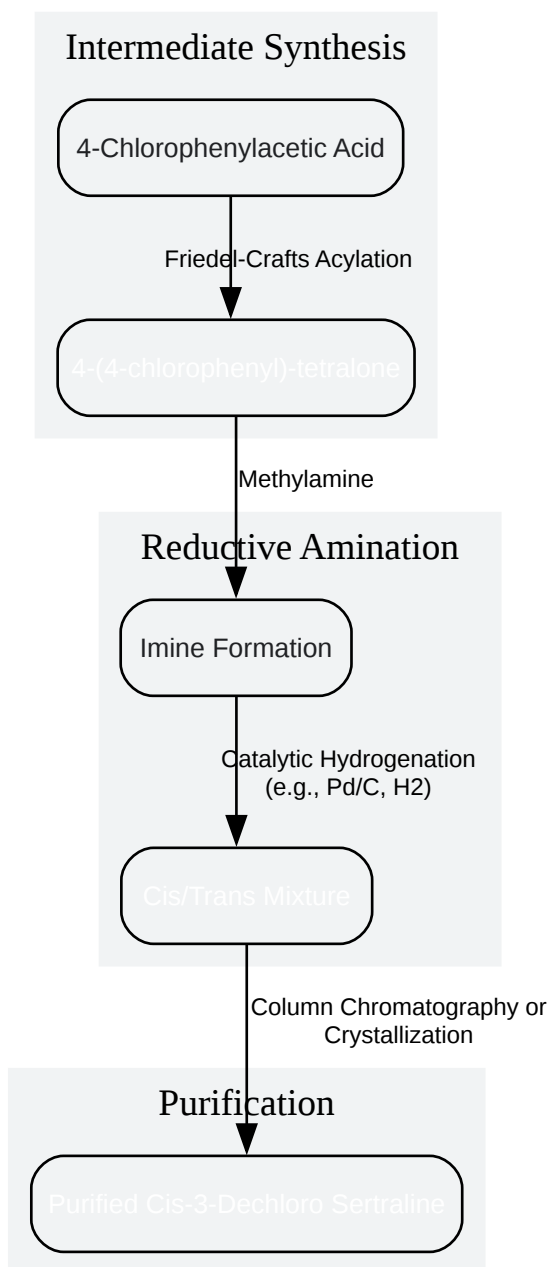 Intermediate Synthesis
4-Chlorophenylacetic Acid
Friedel-Crafts Acylation
4-(4-chlorophenyl)-tetralone
Methylamine
Reductive Amination
Imine Formation
Catalytic Hydrogenation
(e.g., Pd/C, H2)
Cis/Trans Mixture
Column Chromatography or
Crystallization
Purification
Purified Cis-3-Dechloro Sertraline